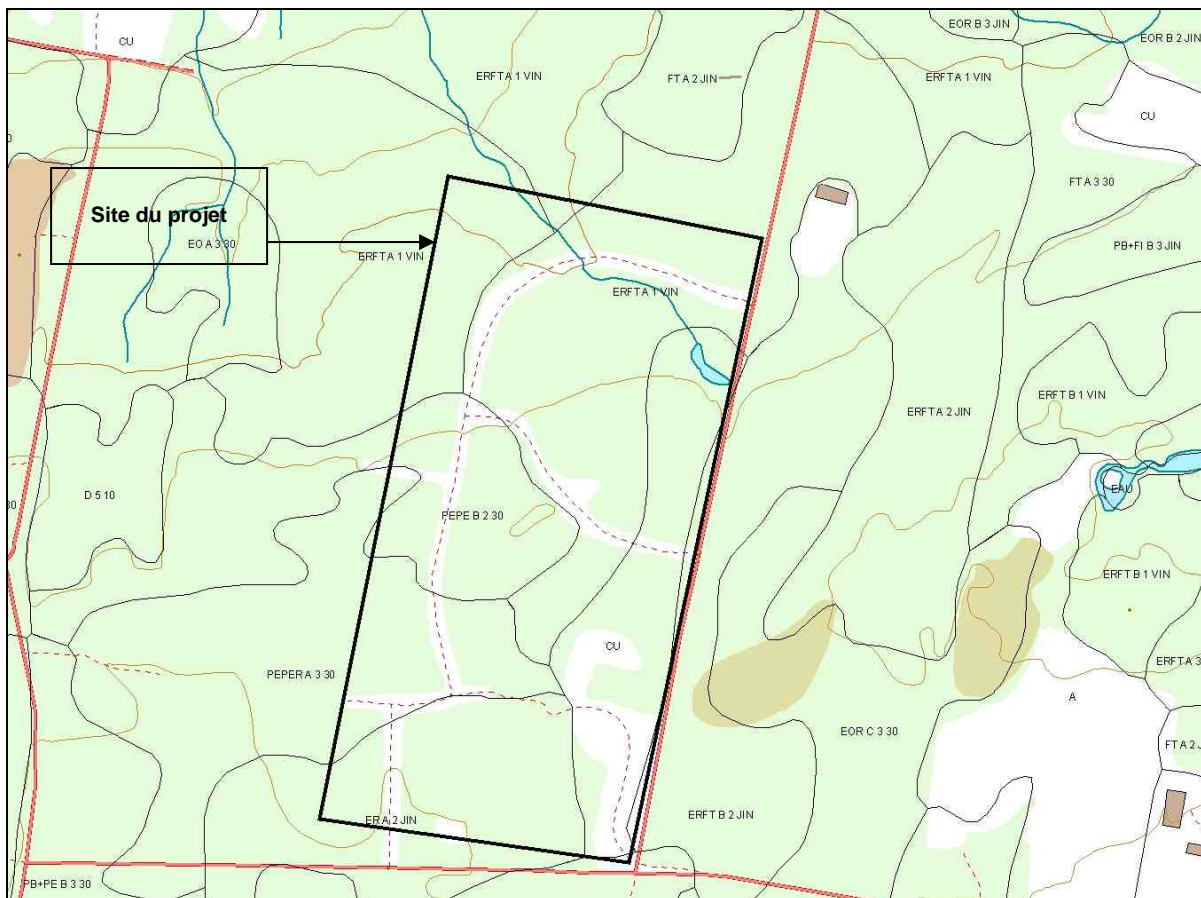 CU
EOR B 3 JIN
EOR B 2 JIN
ERFTA 1 VIN
FTA 2 JIN
ERFTA 1 VIN
CU
FTA 3 30
Site du projet
EO A 3 30
ERFTA 1 VIN
PB+FI B 3 JIN
ERFTA 1 VIN
ERFT B 1 VIN
ERFTA 2 JIN
D 5 10
EAU
PEPE B 2 30
ERFT B 1 VIN
CU
ERFTA 3
PEPER A 3 30
A
EOR C 3 30
FTA 2 J
ERA 2 JIN
ERFT B 2 JIN
PB+PE B 3 30